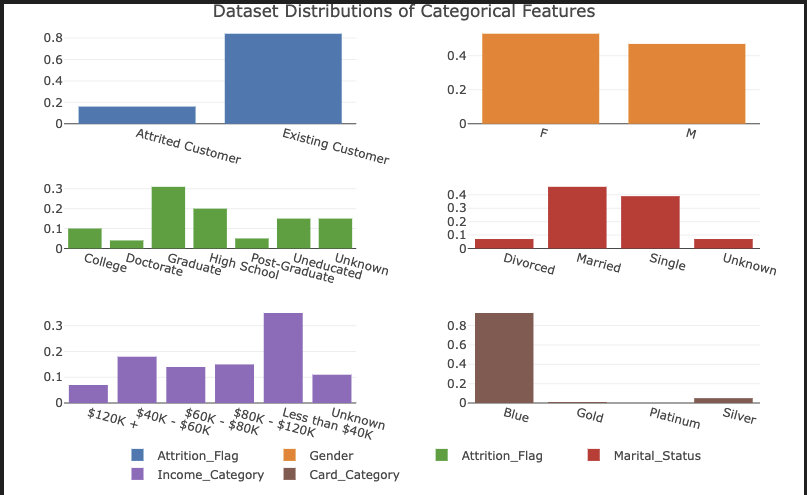 Dataset Distributions of Categorical Features
0.8
0.6
0.4
0.2
0
Attrited Customer
Existing Customer
0.4
0.2
0
F
M
0.3
0.2
0.1
0
College
Doctorate
Graduate
High School
Post-Graduate
Uneducated
Unknown
0.4
0.3
0.2
0.1
0
Divorced
Married
Single
Unknown
0.3
0.2
0.1
0
$120K +
$40K - $60K
$60K - $80K
$80K - $120K
Less than $40K
Unknown
0.8
0.6
0.4
0.2
0
Blue
Gold
Platinum
Silver
Attrition_Flag Gender Attrition_Flag Marital_Status
Income_Category Card_Category